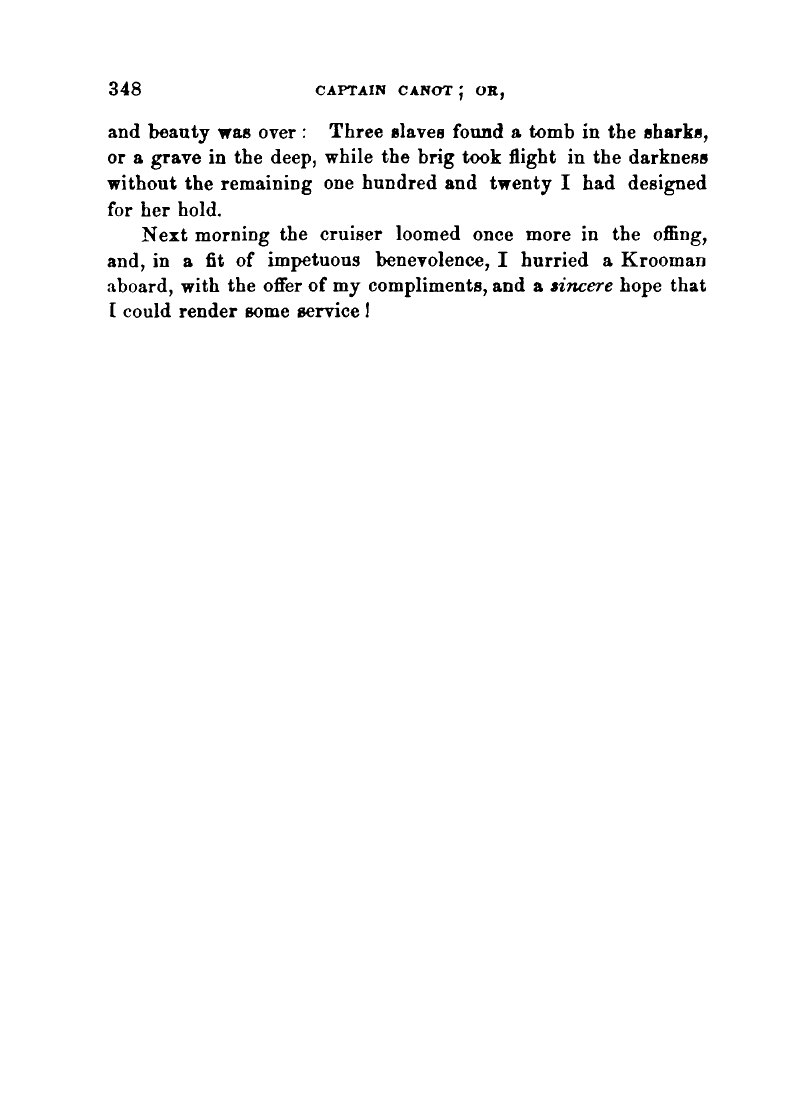 348 CAPTAIN CANOT; OR,
and beauty was over: Three slaves found a tomb in the sharks,
or a grave in the deep, while the brig took flight in the darkness
without the remaining one hundred and twenty I had designed
for her hold.
Next morning the cruiser loomed once more in the offing,
and, in a fit of impetuous benevolence, I hurried a Krooman
aboard, with the offer of my compliments, and a sincere hope that
I could render some service!